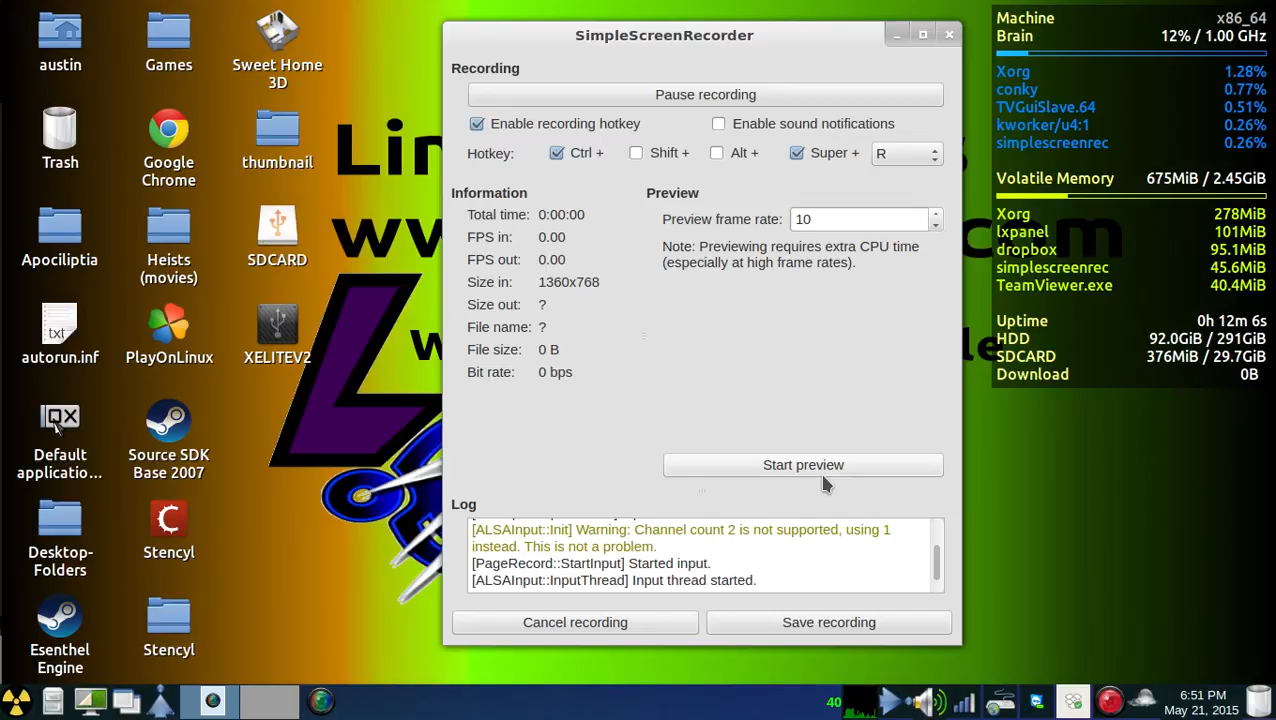 austin
Games
Sweet Home
3D
Trash
Google
Chrome
thumbnail
Apociliptia
Heists
(movies)
SDCARD
txt
autorun.inf
PlayOnLinux
XELITEV2
Default
applicatio...
Source SDK
Base 2007
Desktop-
Folders
Stencyl
Esenthel
Engine
Stencyl
Lin
ww
w
om
SimpleScreenRecorder
Recording
Pause recording
Enable recording hotkey
Enable sound notifications
Hotkey: Ctrl + Shift + Alt + Super + R
Information
Total time: 0:00:00
FPS in: 0.00
FPS out: 0.00
Size in: 1360x768
Size out: ?
File name: ?
File size: 0 B
Bit rate: 0 bps
Preview
Preview frame rate: 10
Note: Previewing requires extra CPU time
(especially at high frame rates).
Start preview
Log
[ALSAInput::Init] Warning: Channel count 2 is not supported, using 1
instead. This is not a problem.
[PageRecord::StartInput] Started input.
[ALSAInput::InputThread] Input thread started.
Cancel recording
Save recording
Machine x86_64
Brain 12% / 1.00 GHz
Xorg 1.28%
conky 0.77%
TVGuiSlave.64 0.51%
kworker/u4:1 0.26%
simplescreenrec 0.26%
Volatile Memory 675MiB / 2.45GiB
Xorg 278MiB
lxpanel 101MiB
dropbox 95.1MiB
simplescreenrec 45.6MiB
TeamViewer.exe 40.4MiB
Uptime 0h 12m 6s
HDD 92.0GiB / 291GiB
SDCARD 376MiB / 29.7GiB
Download 0B
40
6:51 PM
May 21, 2015